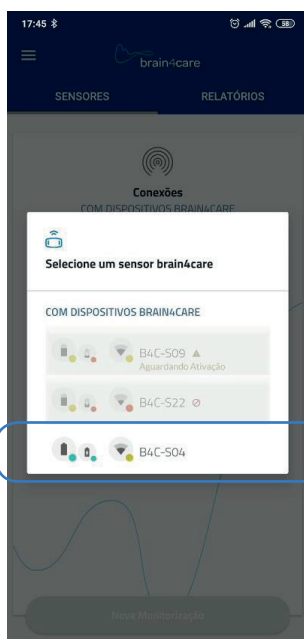 17:45
58
brain4care
SENSORES
RELATÓRIOS
Conexões
COM DISPOSITIVOS BRAIN4CARE
Selecione um sensor brain4care
COM DISPOSITIVOS BRAIN4CARE
B4C-S09
Aguardando Ativação
B4C-S22
B4C-S04
Nova Monitorização